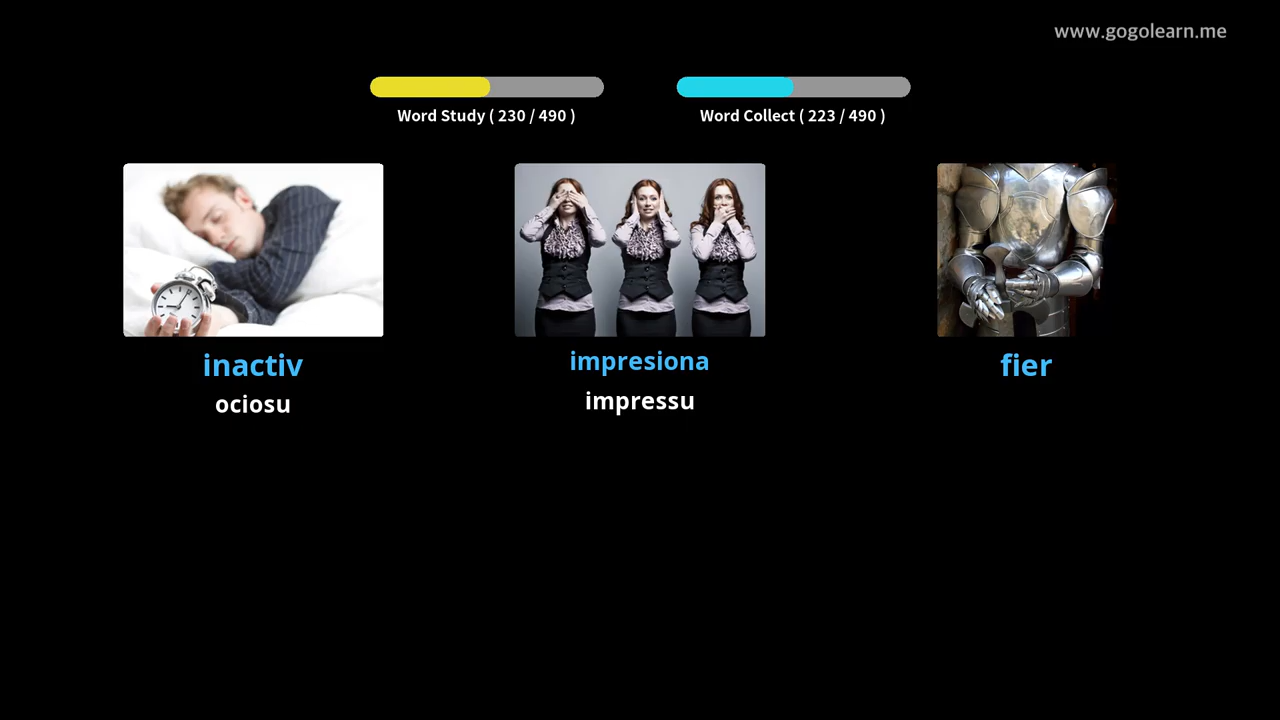 www.gogolearn.me
Word Study ( 230 / 490 )
Word Collect ( 223 / 490 )
inactiv
ociosu
impresiona
impressu
fier